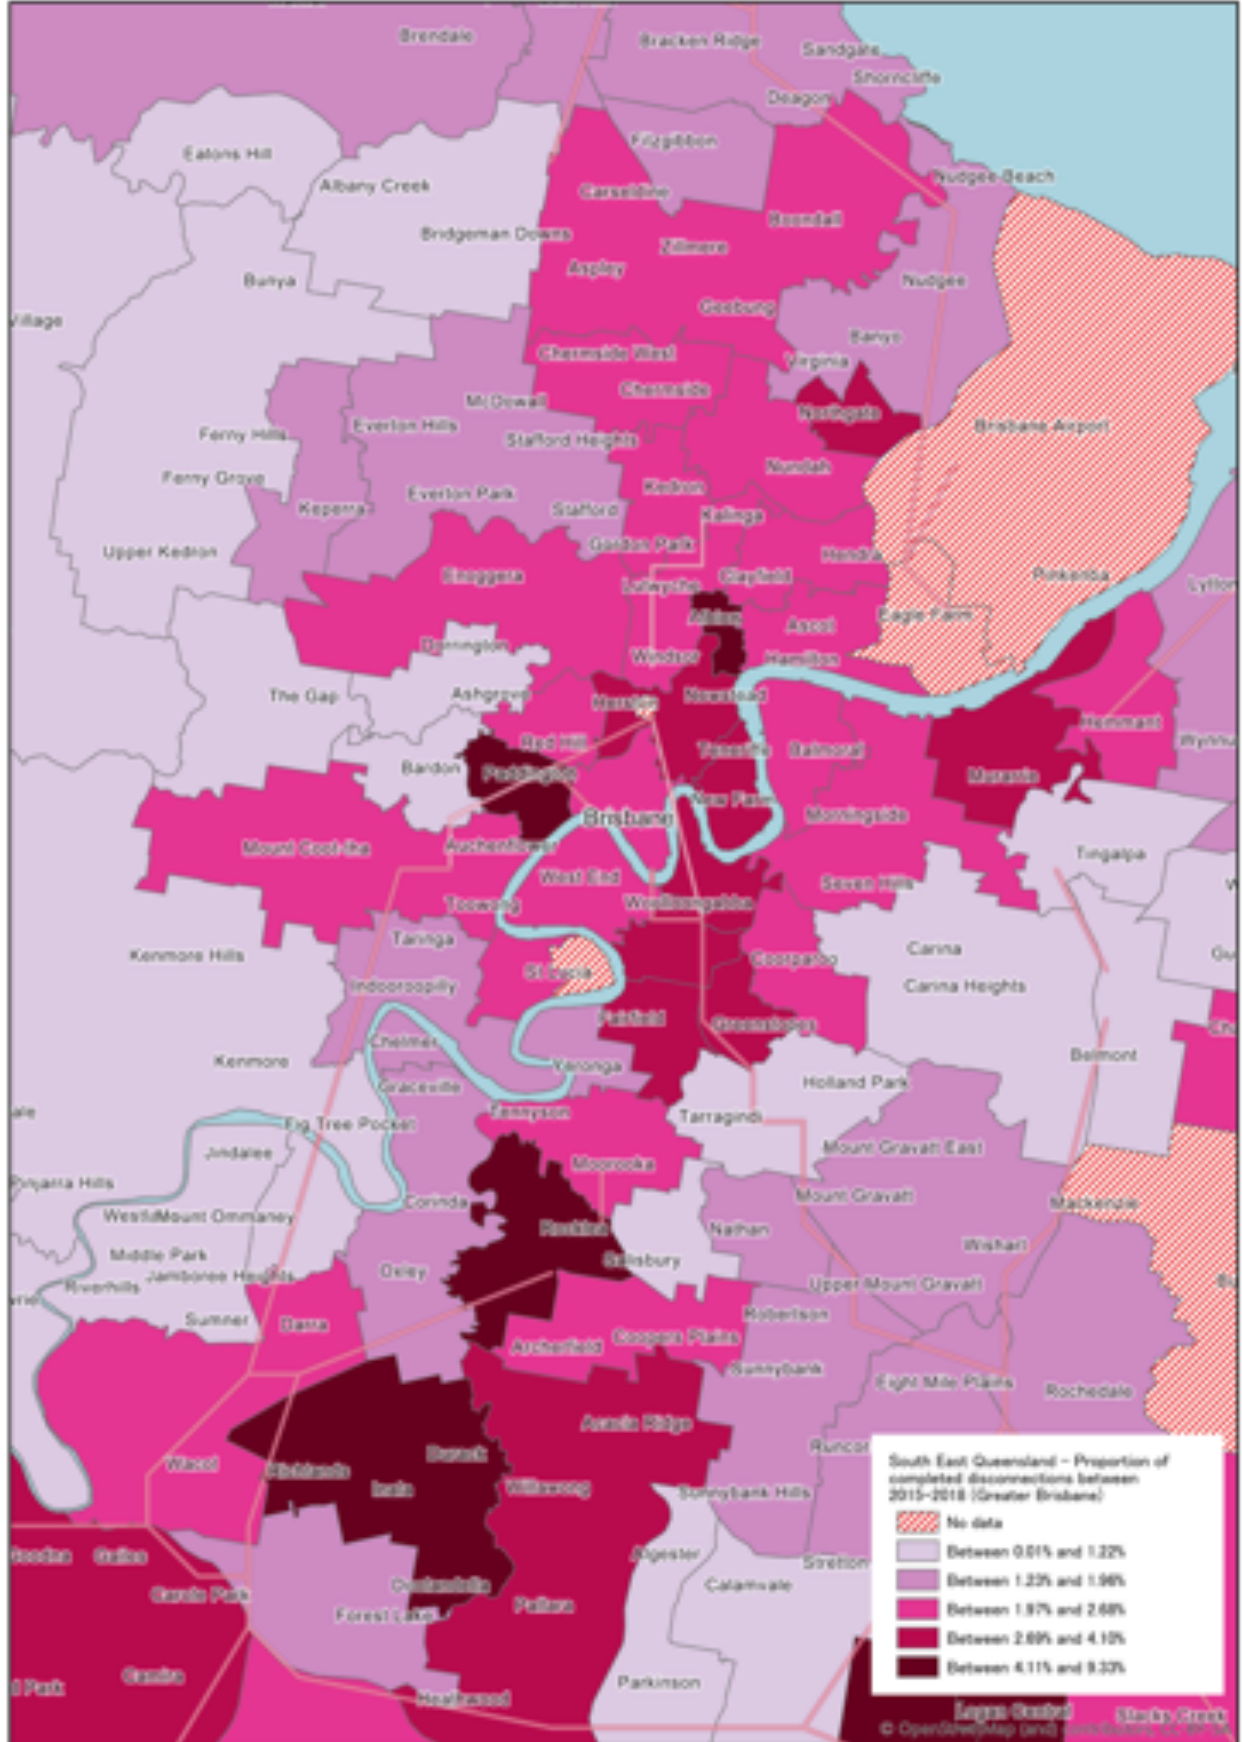 Brendale
Bracken Ridge
Sandgate
Shorncliffe
Deagon
Fitzgibbon
Eatons Hill
Albany Creek
Nudgee Beach
Carseldine
Boondall
Bridgeman Downs
Zillmere
Aspley
Bunya
Nudgee
Geebung
Village
Banyo
Chermside West
Virginia
Chermside
McDowall
Northgate
Everton Hills
Brisbane Airport
Ferny Hills
Stafford Heights
Nundah
Ferny Grove
Kedron
Everton Park
Keperra
Stafford
Kalinga
Gordon Park
Upper Kedron
Hendra
Enoggera
Clayfield
Pinkenba
Lutwyche
Lytton
Albion
Eagle Farm
Ascot
Dorrington
Windsor
Hamilton
The Gap
Ashgrove
Newstead
Herston
Hemmant
Red Hill
Teneriffe
Balmoral
Bardon
Paddington
Murarrie
New Farm
Brisbane
Morningside
Mount Coot-tha
Auchenflower
Tingalpa
West End
Seven Hills
Toowong
Woolloongabba
Taringa
Carina
Kenmore Hills
Coorparoo
St Lucia
Indooroopilly
Carina Heights
Fairfield
Greenslopes
Chelmer
Belmont
Kenmore
Yeronga
Holland Park
Graceville
Tennyson
Tarragindi
Fig Tree Pocket
Mount Gravatt East
Jindalee
Moorooka
Pinjarra Hills
Mount Gravatt
Corinda
Mackenzie
Mount Ommaney
Rocklea
Nathan
Wishart
Middle Park
Salisbury
Oxley
Jamboree Heights
Riverhills
Upper Mount Gravatt
Robertson
Sumner
Darra
Coopers Plains
Archerfield
Sunnybank
Eight Mile Plains
Rochedale
Acacia Ridge
Durack
Wacol
Richlands
Inala
Willawong
Sunnybank Hills
Goodna
Gailes
Algester
Stretton
Calamvale
Doolandella
Carole Park
Pallara
Forest Lake
Camira
Parkinson
Heathwood
South East Queensland - Proportion of
completed disconnections between
2015-2018 (Greater Brisbane)
No data
Between 0.01% and 1.22%
Between 1.23% and 1.96%
Between 1.97% and 2.68%
Between 2.69% and 4.10%
Between 4.11% and 9.33%
Logan Central
Slacks Creek